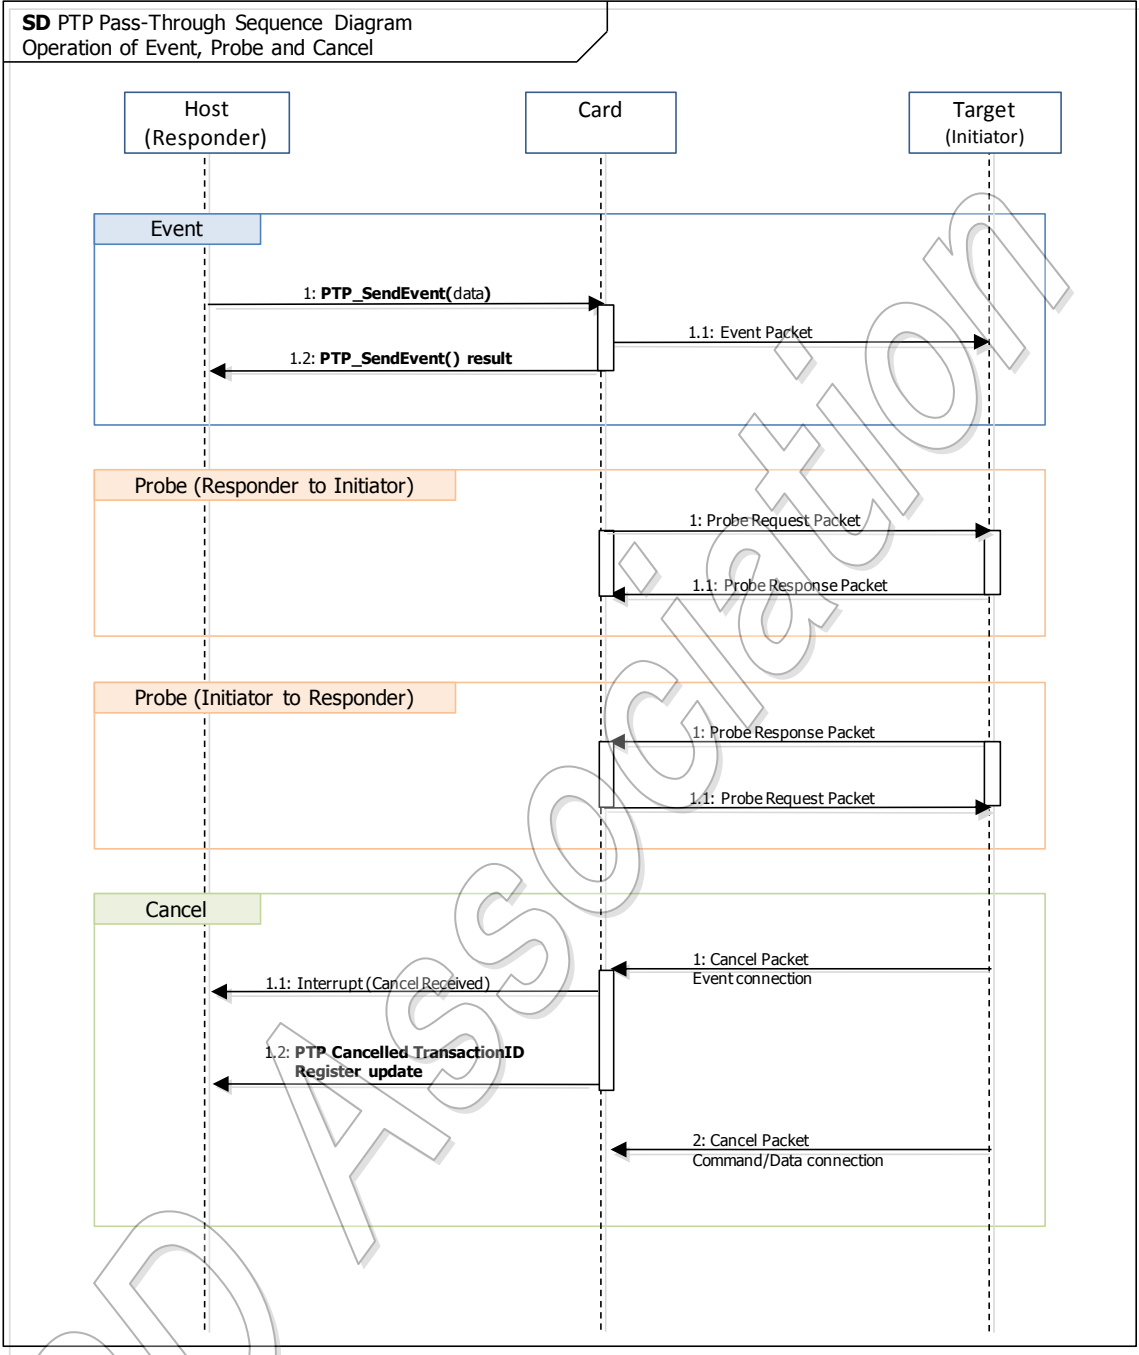 SD PTP Pass-Through Sequence Diagram
Operation of Event, Probe and Cancel
Host
(Responder)
Card
Target
(Initiator)
Event
1: PTP_SendEvent(data)
1.1: Event Packet
1.2: PTP_SendEvent() result
Probe (Responder to Initiator)
1: Probe Request Packet
1.1: Probe Response Packet
Probe (Initiator to Responder)
1: Probe Response Packet
1.1: Probe Request Packet
Cancel
1: Cancel Packet
Event connection
1.1: Interrupt (Cancel Received)
1.2: PTP Cancelled TransactionID
Register update
2: Cancel Packet
Command/Data connection
D Association